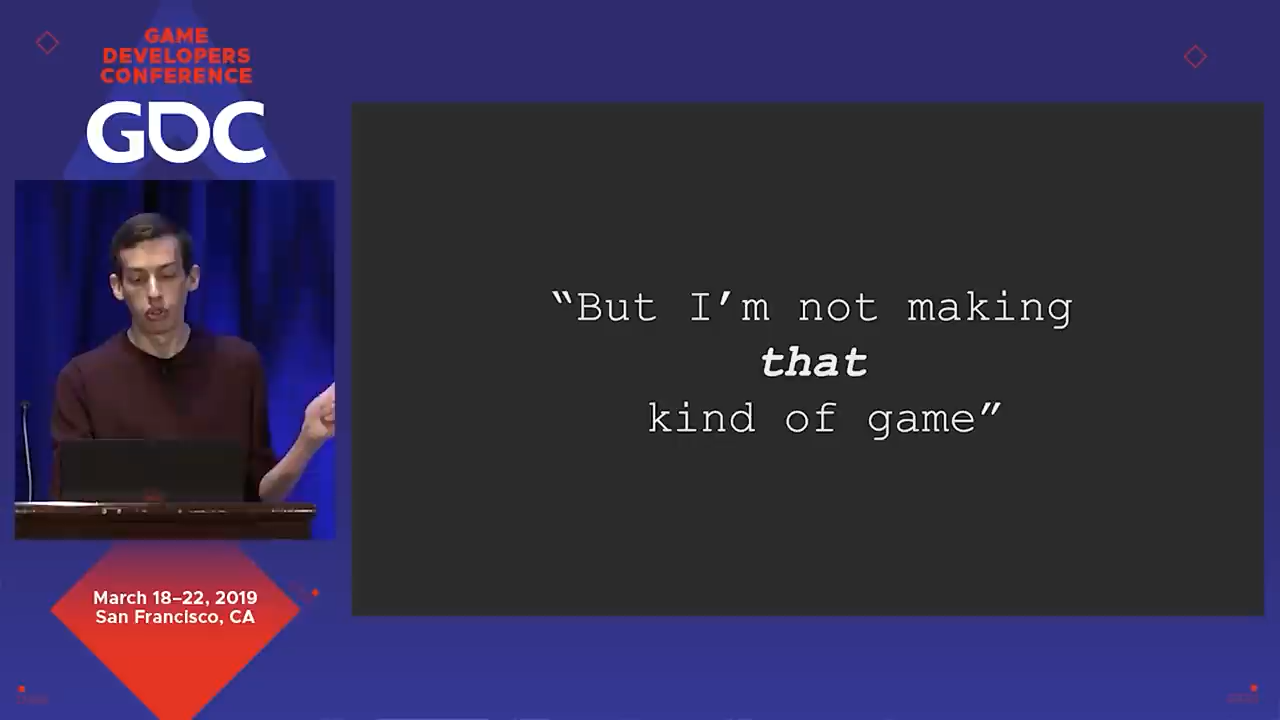 GAME
DEVELOPERS
CONFERENCE
GDC
“But I’m not making
that
kind of game”
March 18–22, 2019
San Francisco, CA